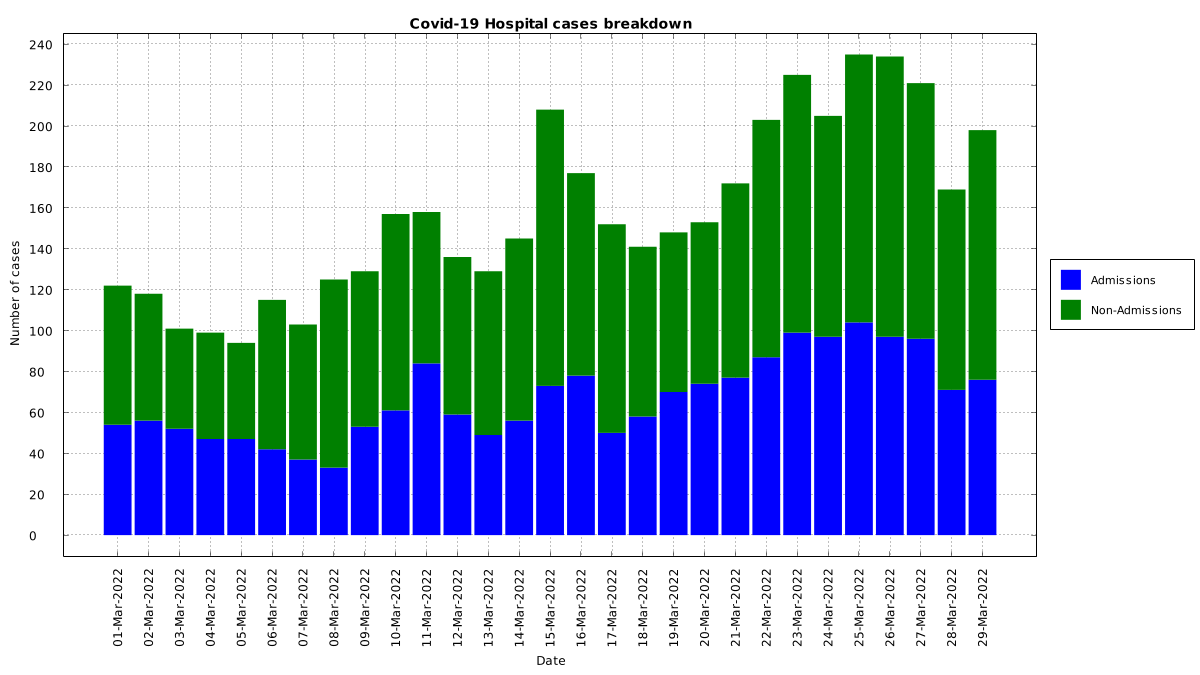 Covid-19 Hospital cases breakdown
240
220
200
180
160
140
120
100
80
60
40
20
0
Number of cases
01-Mar-2022
02-Mar-2022
03-Mar-2022
04-Mar-2022
05-Mar-2022
06-Mar-2022
07-Mar-2022
08-Mar-2022
09-Mar-2022
10-Mar-2022
11-Mar-2022
12-Mar-2022
13-Mar-2022
14-Mar-2022
15-Mar-2022
16-Mar-2022
17-Mar-2022
18-Mar-2022
19-Mar-2022
20-Mar-2022
21-Mar-2022
22-Mar-2022
23-Mar-2022
24-Mar-2022
25-Mar-2022
26-Mar-2022
27-Mar-2022
28-Mar-2022
29-Mar-2022
Date
Admissions
Non-Admissions